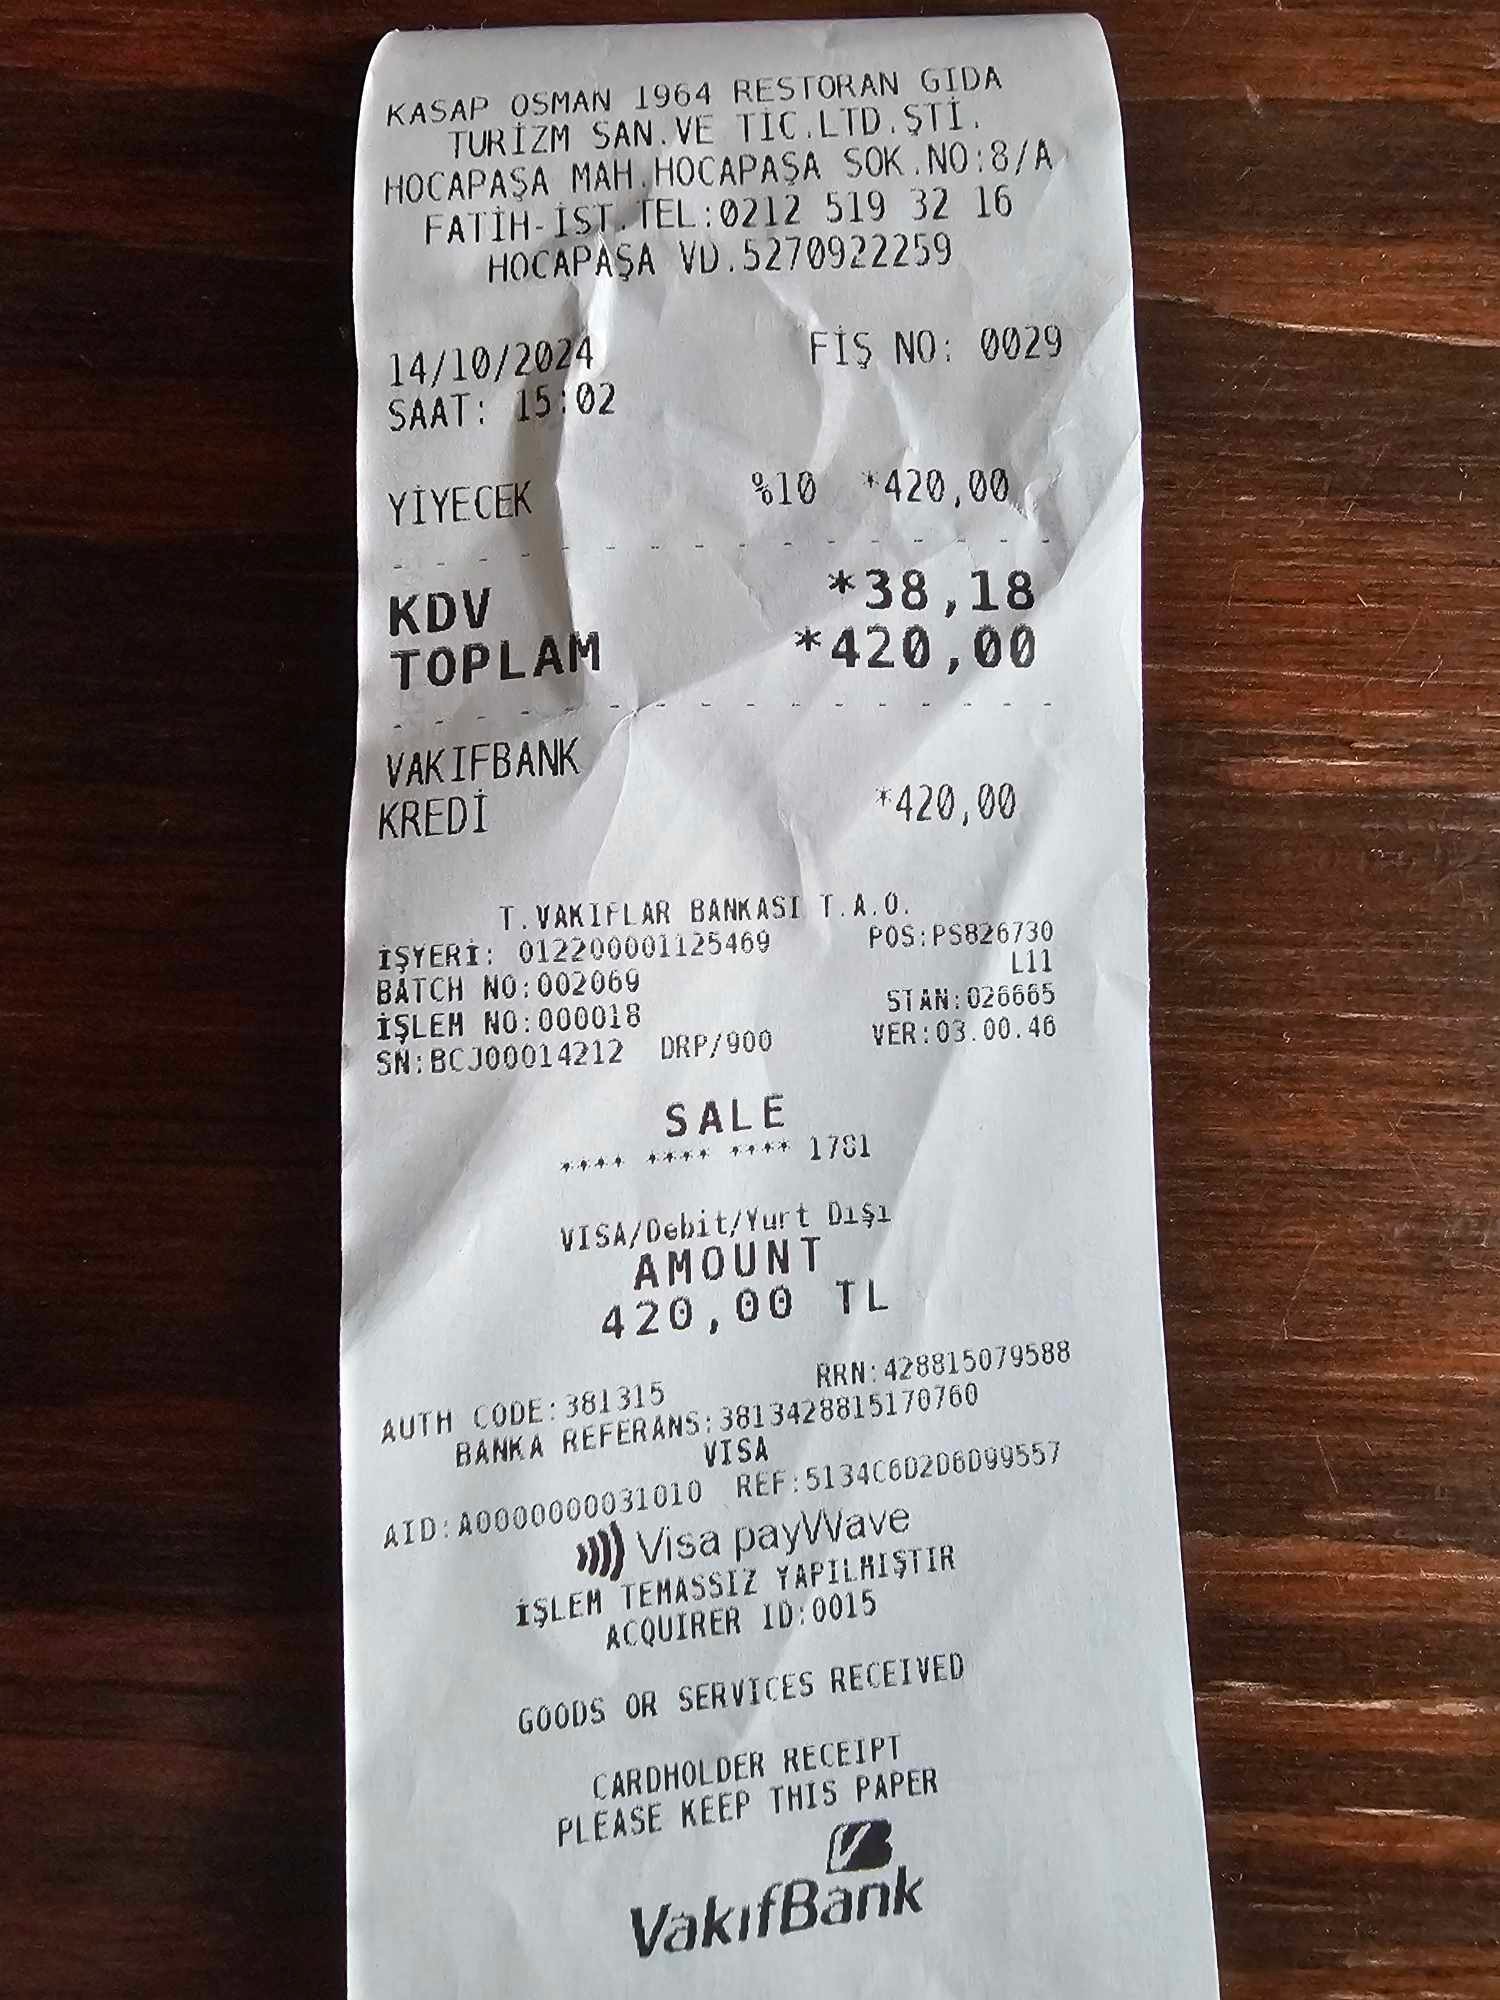 KASAP OSMAN 1964 RESTORAN GIDA
TURİZM SAN.VE TİC.LTD.ŞTİ.
HOCAPAŞA MAH.HOCAPAŞA SOK.NO:8/A
FATİH-İST.TEL:0212 519 32 16
HOCAPAŞA VD.5270922259
14/10/2024 FİŞ NO: 0029
SAAT: 15:02
YİYECEK %10 *420,00
KDV *38,18
TOPLAM *420,00
VAKIFBANK
KREDİ *420,00
T.VAKIFLAR BANKASI T.A.O.
İŞYERİ: 012200001125469 POS:PS826730
BATCH NO:002069 L11
İŞLEM NO:000018 STAN:026665
SN:BCJ00014212 DRP/900 VER:03.00.46
SALE
**** **** **** 1781
VISA/Debit/Yurt Dışı
AMOUNT
420,00 TL
AUTH CODE:381315 RRN:428815079588
BANKA REFERANS:3813428815170760
VISA
AID:A0000000031010 REF:5134C6D2D6D99557
Visa payWave
İŞLEM TEMASSIZ YAPILMIŞTIR
ACQUIRER ID:0015
GOODS OR SERVICES RECEIVED
CARDHOLDER RECEIPT
PLEASE KEEP THIS PAPER
VakıfBank